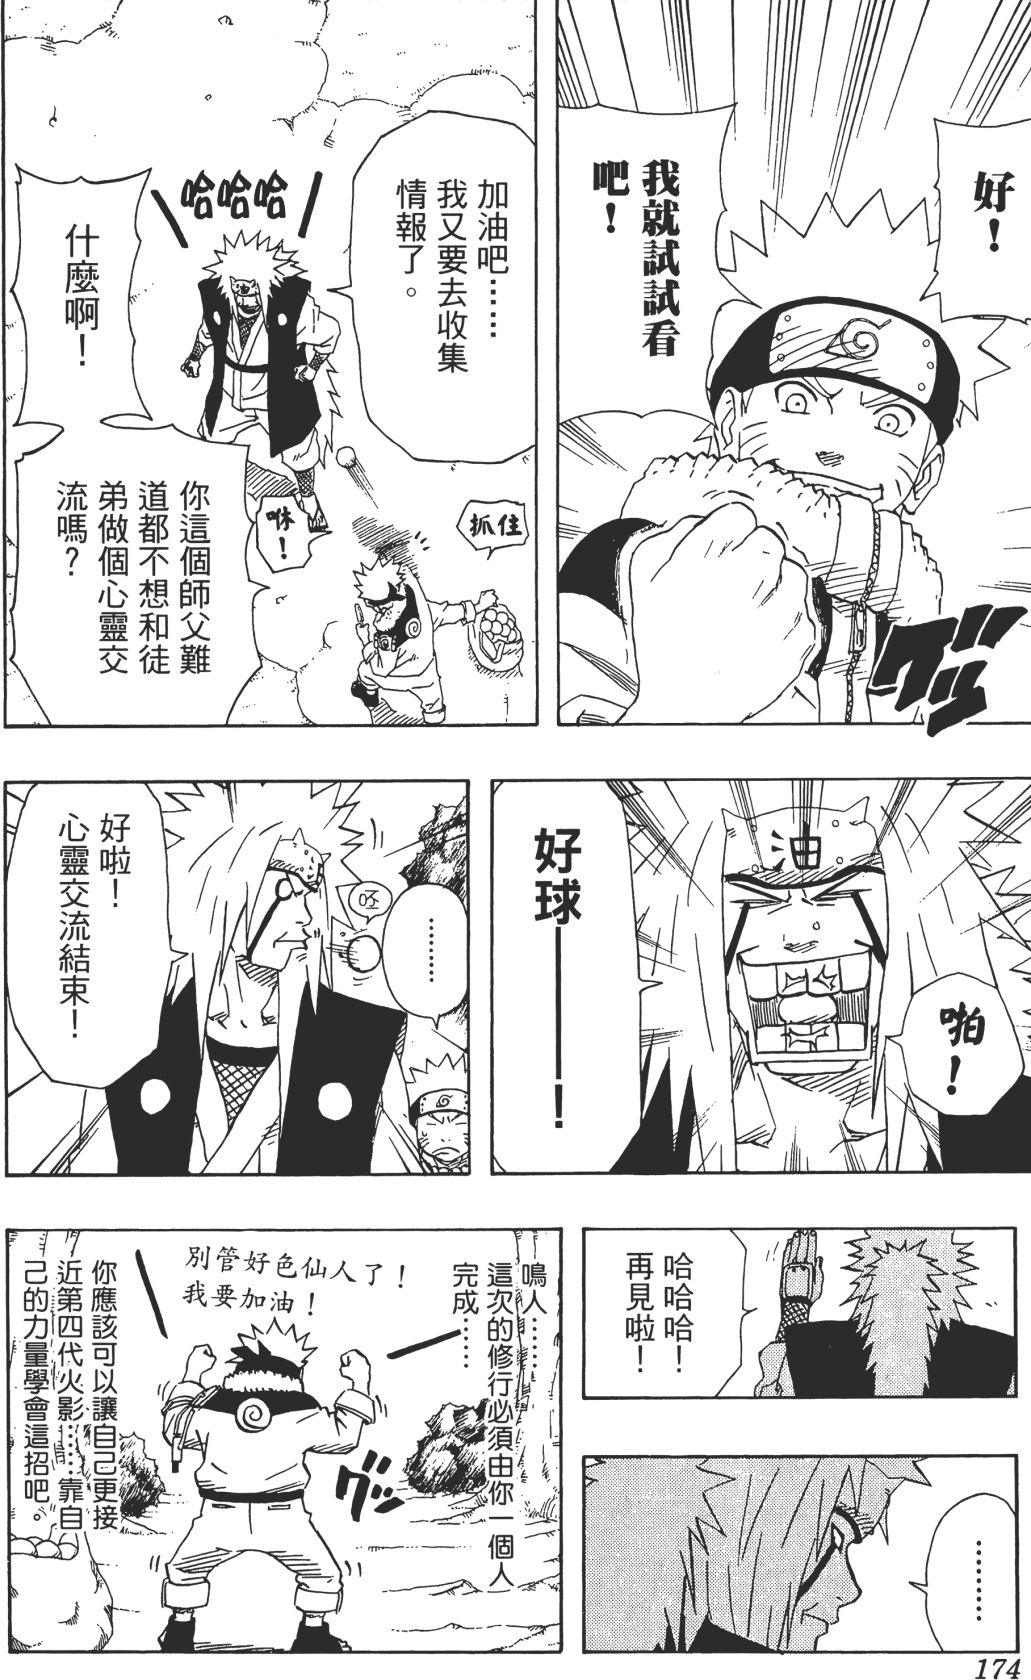 好！
我就試試看
吧！
グッ
加油吧……
我又要去收集
情報了。
哈哈哈
抓住
什麼啊！
你這個師父難
道都不想和徒
弟做個心靈交
流嗎？
咻！
油
啪！
好球——！
……
呸
好啦！
心靈交流結束！
哈哈哈！
再見啦！
……
鳴人……
這次的修行必須由你一個人
完成……
別管好色仙人了！
我要加油！
グッ
你應該可以讓自己更接
近第四代火影……靠自
己的力量學會這招吧。
174